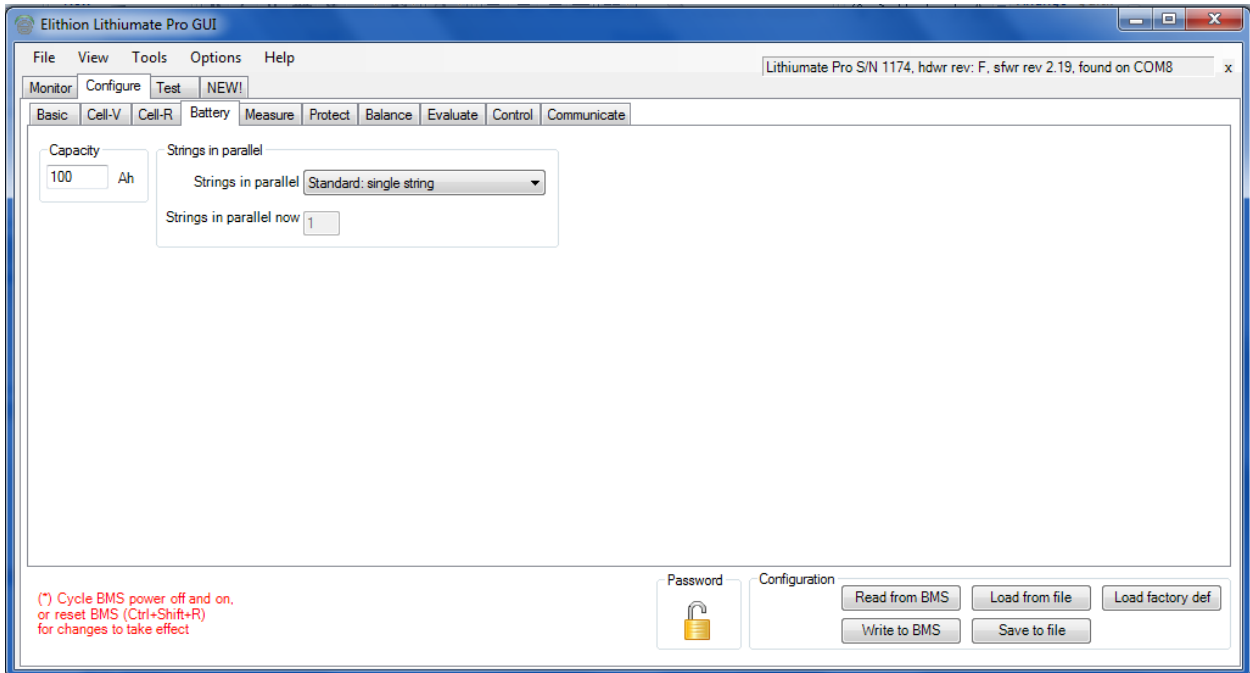 Elithion Lithiumate Pro GUI
File View Tools Options Help
Lithiumate Pro S/N 1174, hdwr rev: F, sfwr rev 2.19, found on COM8 x
Monitor Configure Test NEW!
Basic Cell-V Cell-R Battery Measure Protect Balance Evaluate Control Communicate
Capacity
100 Ah
Strings in parallel
Strings in parallel Standard: single string
Strings in parallel now 1
(*) Cycle BMS power off and on,
or reset BMS (Ctrl+Shift+R)
for changes to take effect
Password
Configuration
Read from BMS Load from file Load factory def
Write to BMS Save to file